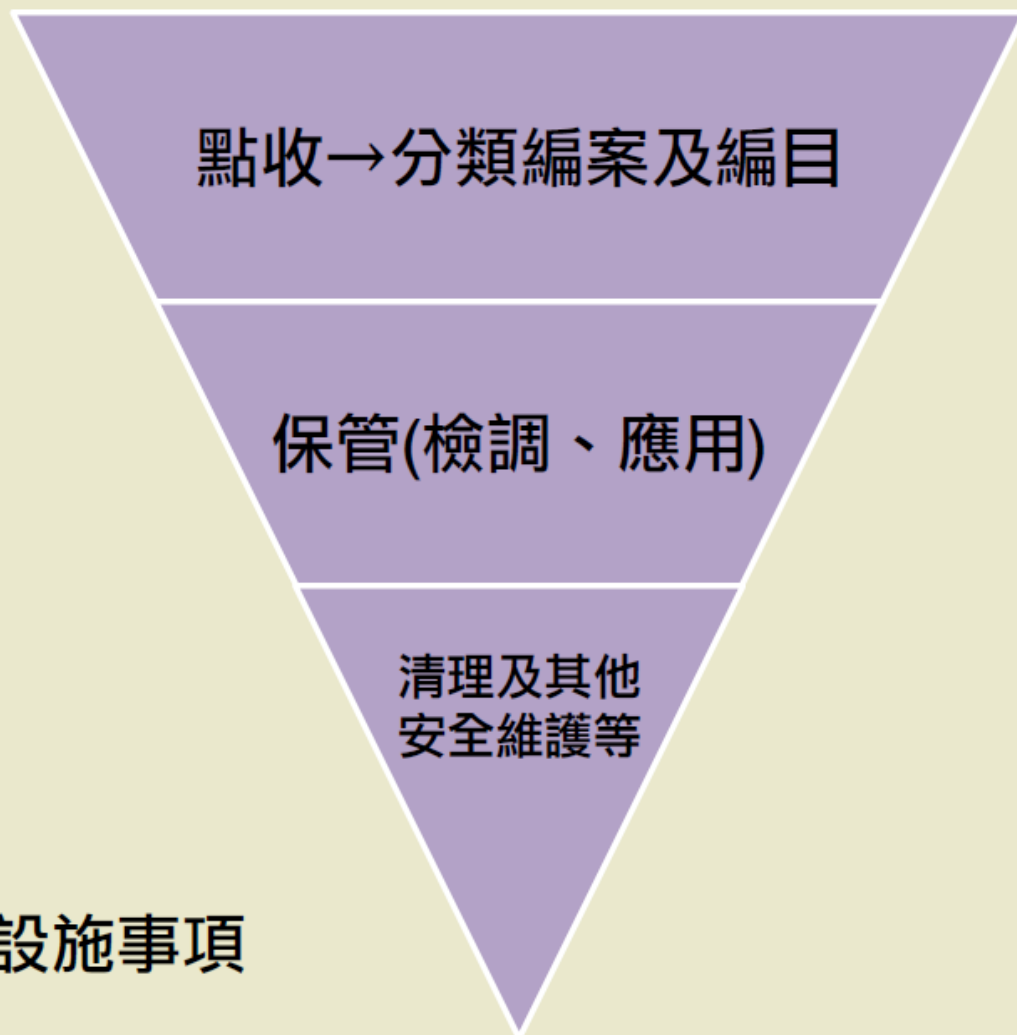 點收→分類編案及編目
保管(檢調、應用)
清理及其他
安全維護等
設施事項